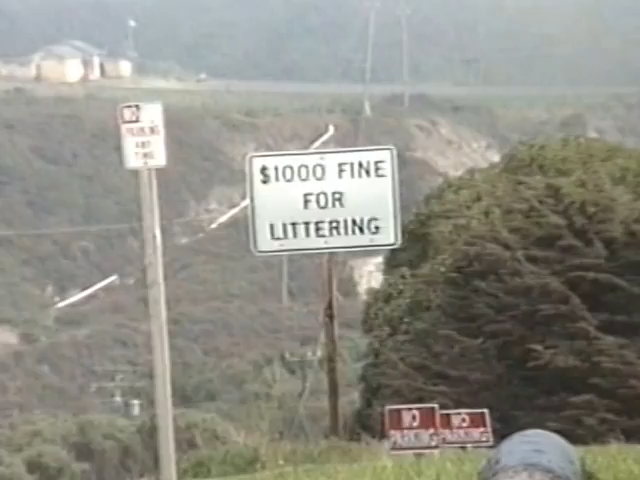 NO
PARKING
ANY
TIME
$1000 FINE
FOR
LITTERING
NO
PARKING
NO
PARKING